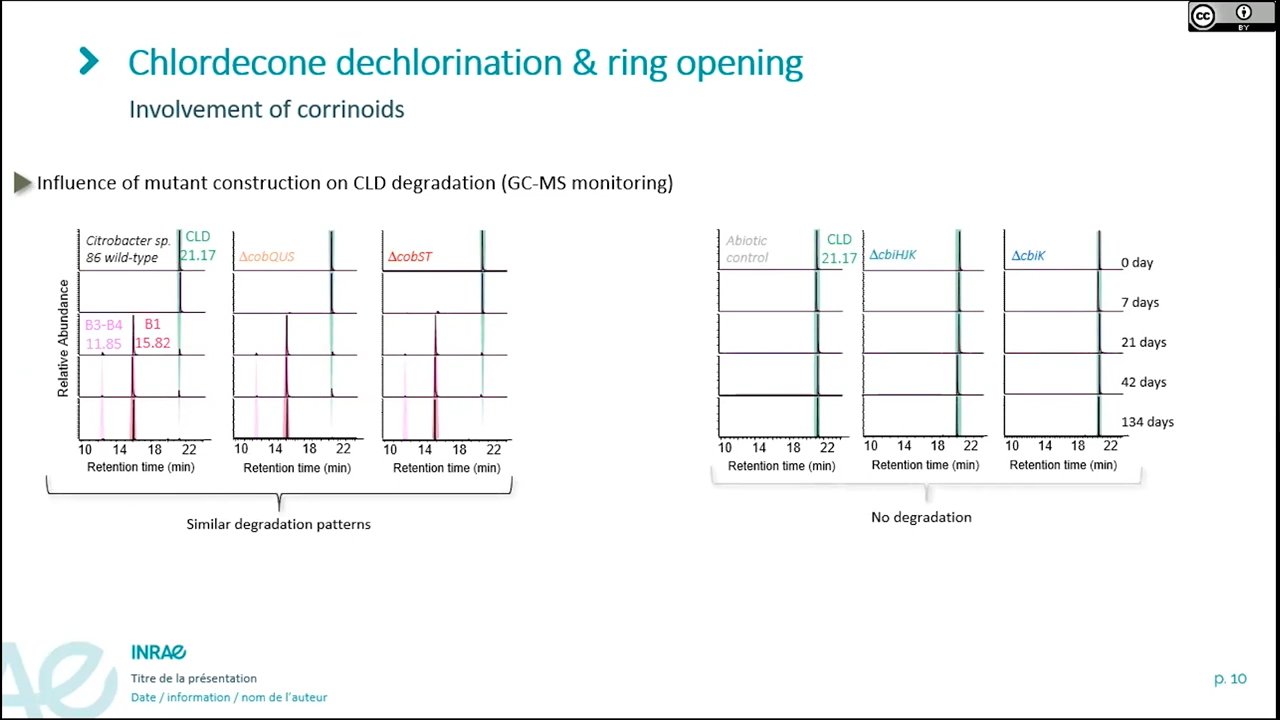 cc BY
Chlordecone dechlorination & ring opening
Involvement of corrinoids
Influence of mutant construction on CLD degradation (GC-MS monitoring)
Relative Abundance
Citrobacter sp.
86 wild-type
CLD
21.17
B3-B4
11.85
B1
15.82
10 14 18 22
Retention time (min)
ΔcobQUS
10 14 18 22
Retention time (min)
ΔcobST
10 14 18 22
Retention time (min)
Similar degradation patterns
Abiotic
control
CLD
21.17
10 14 18 22
Retention time (min)
ΔcbiHJK
10 14 18 22
Retention time (min)
ΔcbiK
10 14 18 22
Retention time (min)
0 day
7 days
21 days
42 days
134 days
No degradation
INRAE
Titre de la présentation
Date / information / nom de l'auteur
p. 10